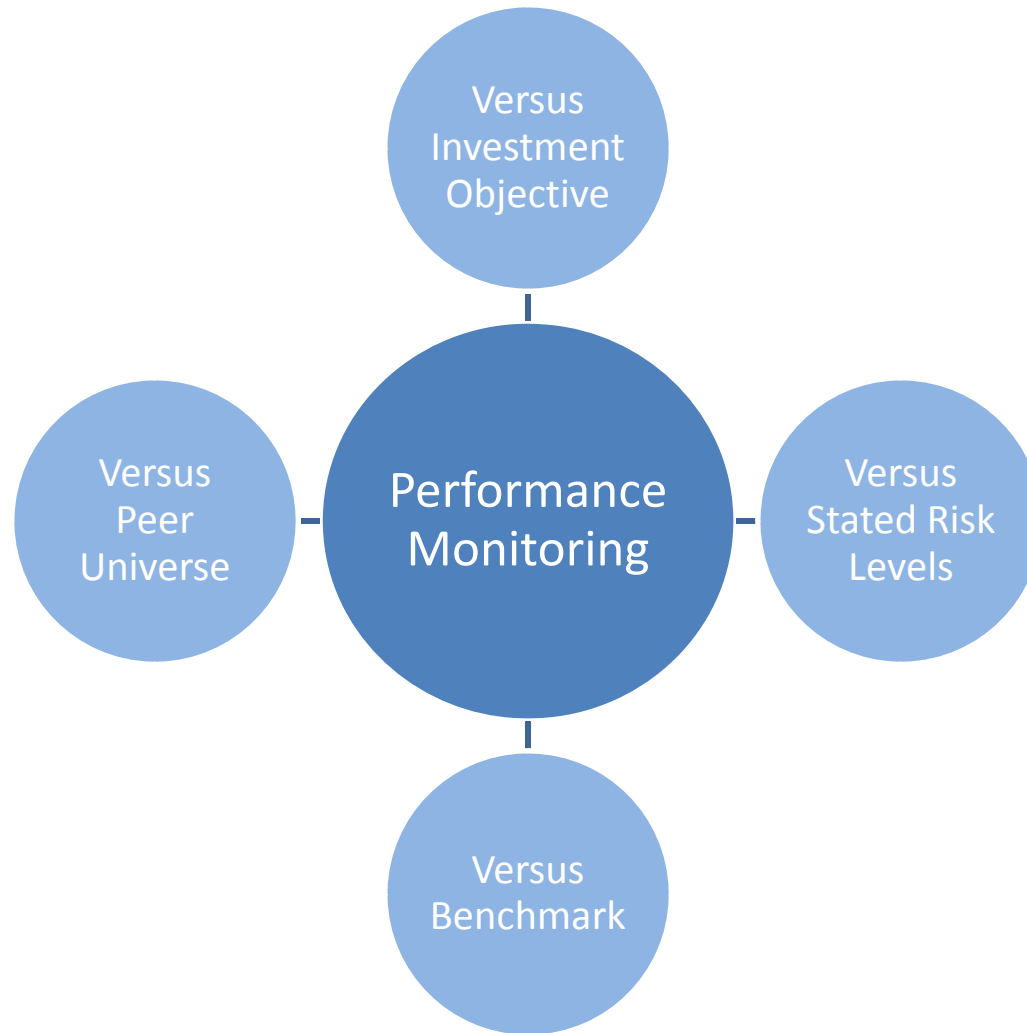 Versus
Investment
Objective
Versus
Peer
Universe
Performance
Monitoring
Versus
Stated Risk
Levels
Versus
Benchmark